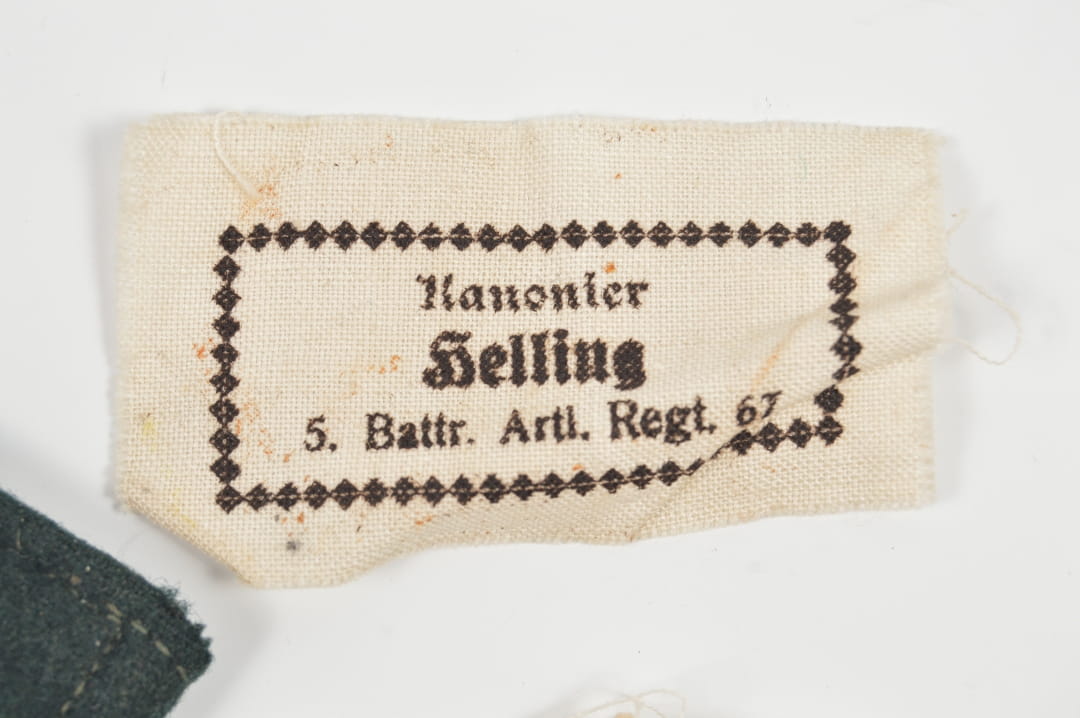 Kanonier
Helling
5. Battr. Artl. Regt. 67